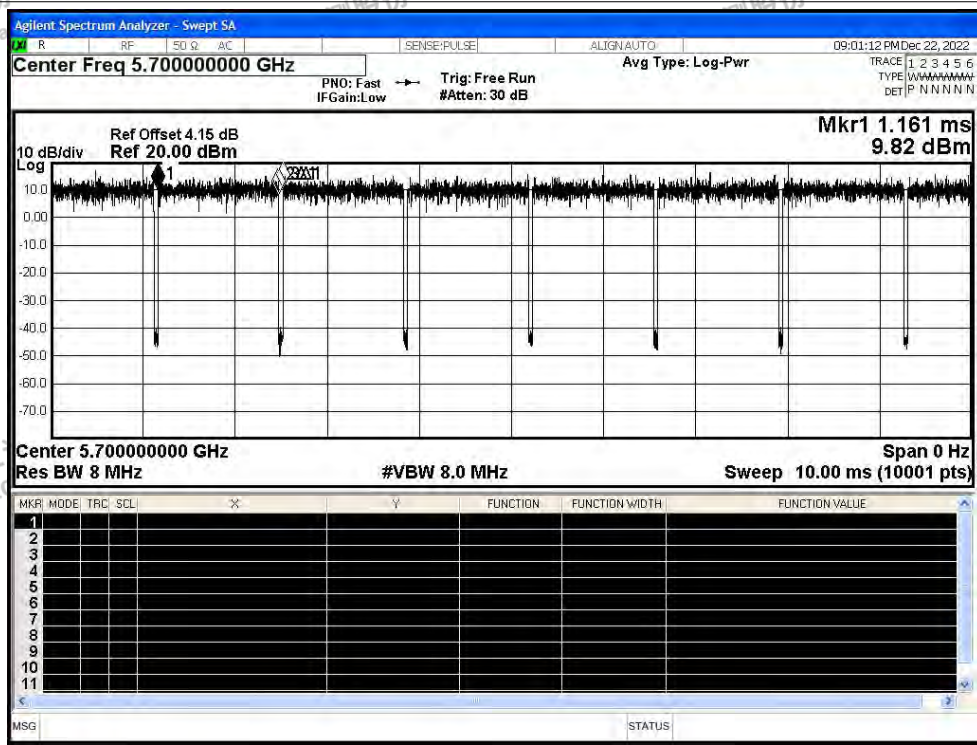 Agilent Spectrum Analyzer - Swept SA
R RF 50 Ω AC SENSE:PULSE ALIGN AUTO 09:01:12 PM Dec 22, 2022
Center Freq 5.700000000 GHz
PNO: Fast
IFGain:Low
Trig: Free Run
#Atten: 30 dB
Avg Type: Log-Pwr
TRACE 1 2 3 4 5 6
TYPE
DET P N N N N N
Mkr1 1.161 ms
9.82 dBm
Ref Offset 4.15 dB
10 dB/div Ref 20.00 dBm
Log
1
10.0
0.00
-10.0
-20.0
-30.0
-40.0
-50.0
-60.0
-70.0
Center 5.700000000 GHz Span 0 Hz
Res BW 8 MHz #VBW 8.0 MHz Sweep 10.00 ms (10001 pts)
MKR MODE TRC SCL X Y FUNCTION FUNCTION WIDTH FUNCTION VALUE
1
2
3
4
5
6
7
8
9
10
11
MSG STATUS